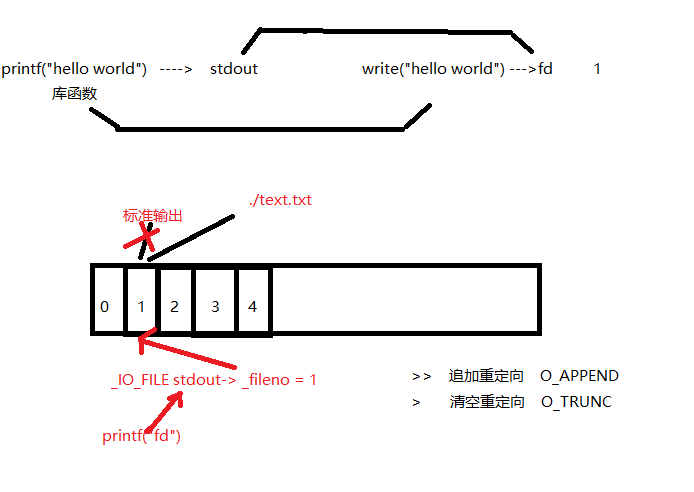 printf("hello world") ----> stdout write("hello world") --->fd 1
库函数
./text.txt
标准输出
0 1 2 3 4
_IO_FILE stdout-> _fileno = 1
>> 追加重定向 O_APPEND
> 清空重定向 O_TRUNC
printf("fd")